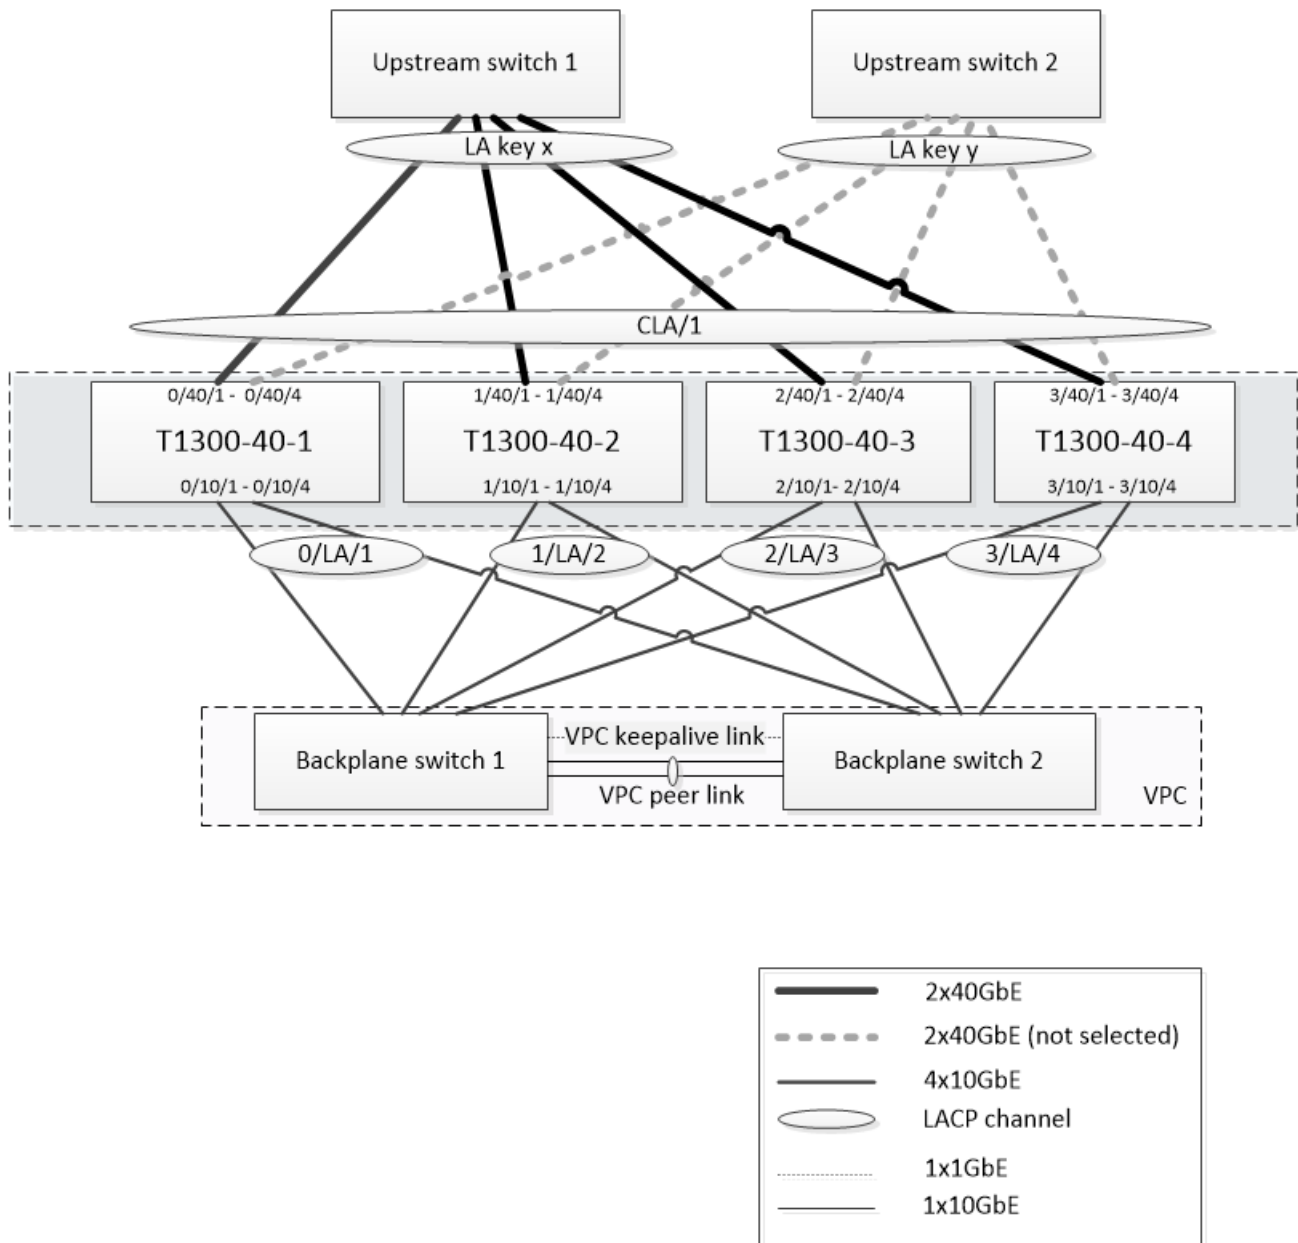 Upstream switch 1
Upstream switch 2
LA key x
LA key y
CLA/1
0/40/1 -  0/40/4
1/40/1 - 1/40/4
2/40/1 - 2/40/4
3/40/1 - 3/40/4
T1300-40-1
T1300-40-2
T1300-40-3
T1300-40-4
0/10/1 - 0/10/4
1/10/1 - 1/10/4
2/10/1- 2/10/4
3/10/1 - 3/10/4
0/LA/1
1/LA/2
2/LA/3
3/LA/4
Backplane switch 1
VPC keepalive link
Backplane switch 2
VPC peer link
VPC
2x40GbE
2x40GbE (not selected)
4x10GbE
LACP channel
1x1GbE
1x10GbE